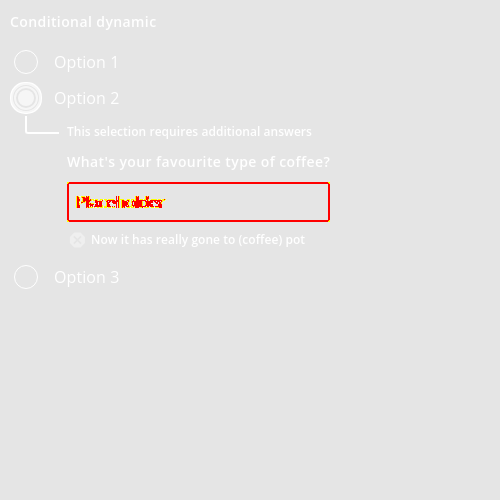 Conditional dynamic
Option 1
Option 2
This selection requires additional answers
What's your favourite type of coffee?
Placeholder
Now it has really gone to (coffee) pot
Option 3